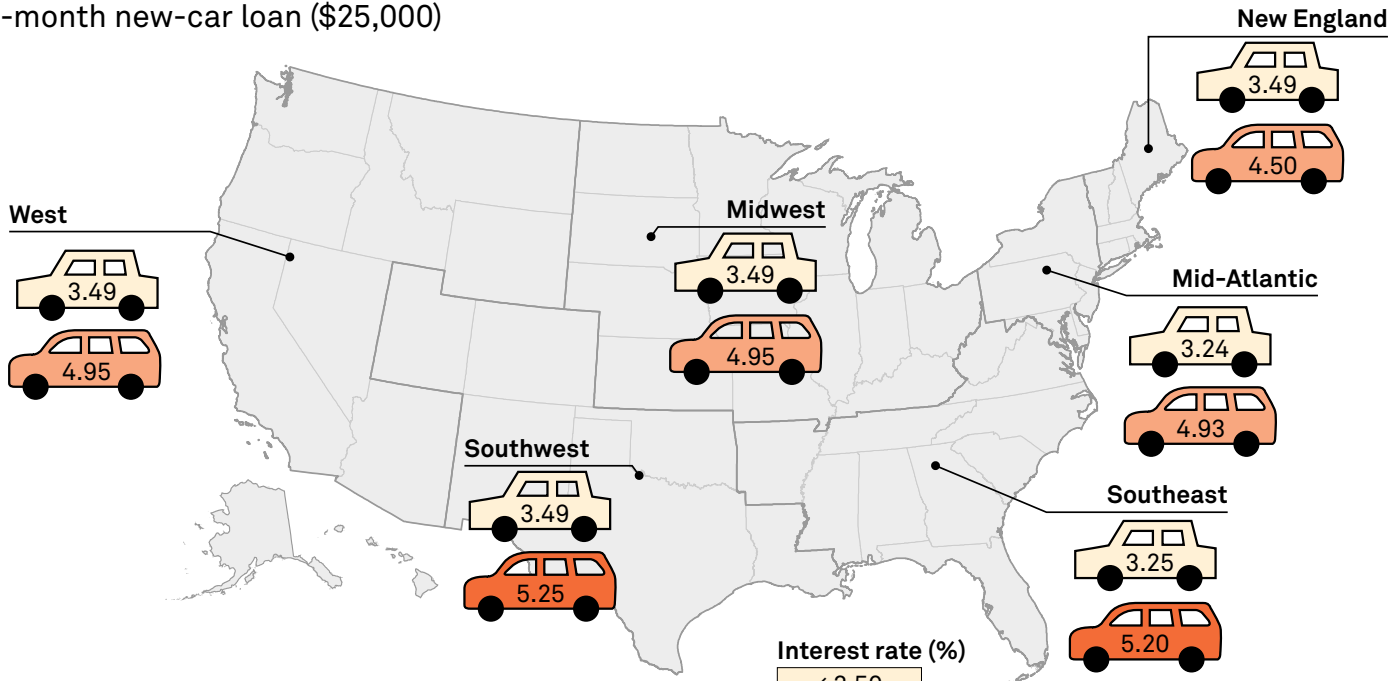 -month new-car loan ($25,000)
New England
3.49
4.50
West
3.49
4.95
Midwest
3.49
4.95
Mid-Atlantic
3.24
4.93
Southwest
3.49
5.25
Southeast
3.25
5.20
Interest rate (%)